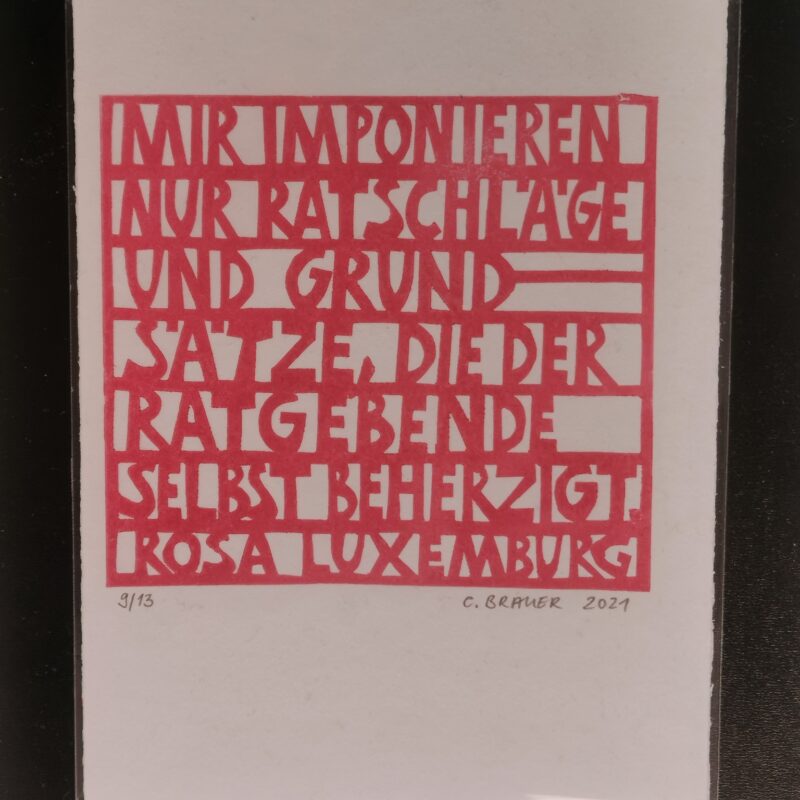 MIR IMPONIEREN
NUR RATSCHLÄGE
UND GRUND=
SÄTZE, DIE DER
RATGEBENDE
SELBST BEHERZIGT.
ROSA LUXEMBURG
9/13 C. BRAUER 2021